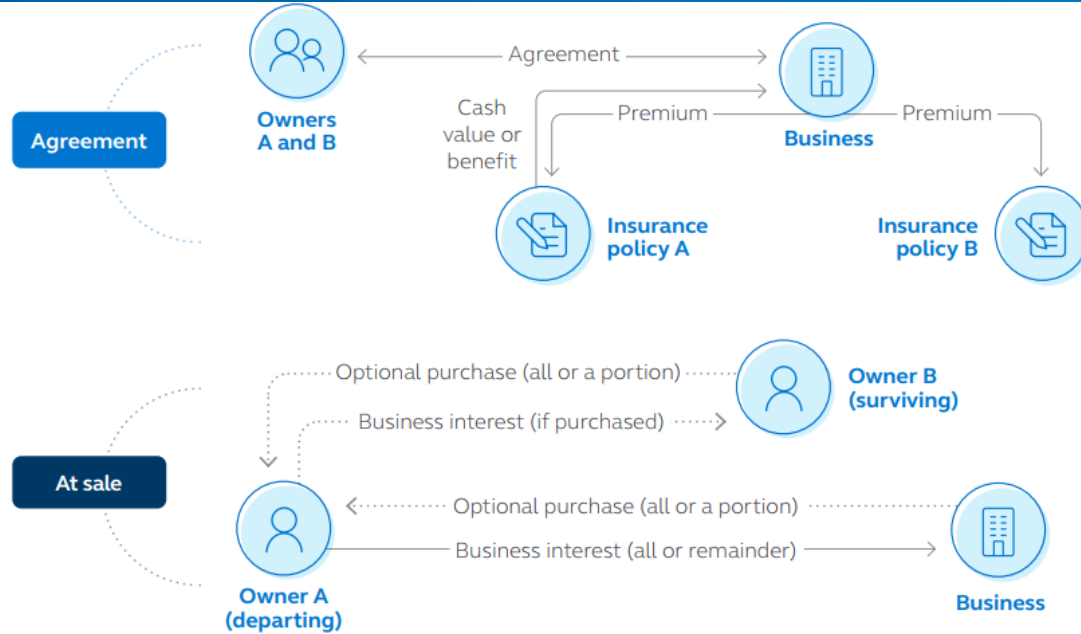 Agreement
Owners
A and B
Agreement
Business
Cash
value or
benefit
Premium
Premium
Insurance
policy A
Insurance
policy B
At sale
Optional purchase (all or a portion)
Owner B
(surviving)
Business interest (if purchased)
Optional purchase (all or a portion)
Business interest (all or remainder)
Owner A
(departing)
Business